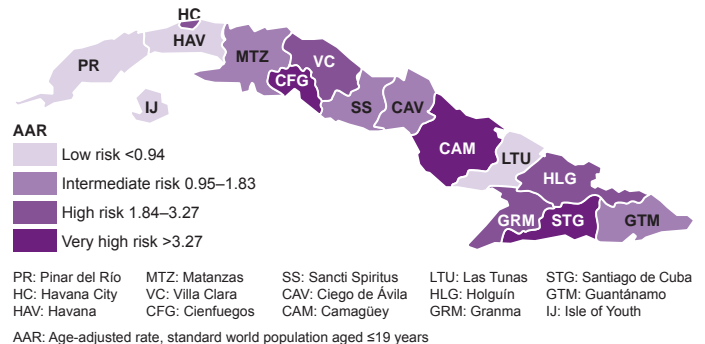 HC
HAV
PR
MTZ
VC
CFG
IJ
SS
CAV
CAM
LTU
HLG
GRM
STG
GTM
AAR
Low risk <0.94
Intermediate risk 0.95–1.83
High risk 1.84–3.27
Very high risk >3.27
PR: Pinar del Río MTZ: Matanzas SS: Sancti Spiritus LTU: Las Tunas STG: Santiago de Cuba
HC: Havana City VC: Villa Clara CAV: Ciego de Ávila HLG: Holguín GTM: Guantánamo
HAV: Havana CFG: Cienfuegos CAM: Camagüey GRM: Granma IJ: Isle of Youth
AAR: Age-adjusted rate, standard world population aged ≤19 years